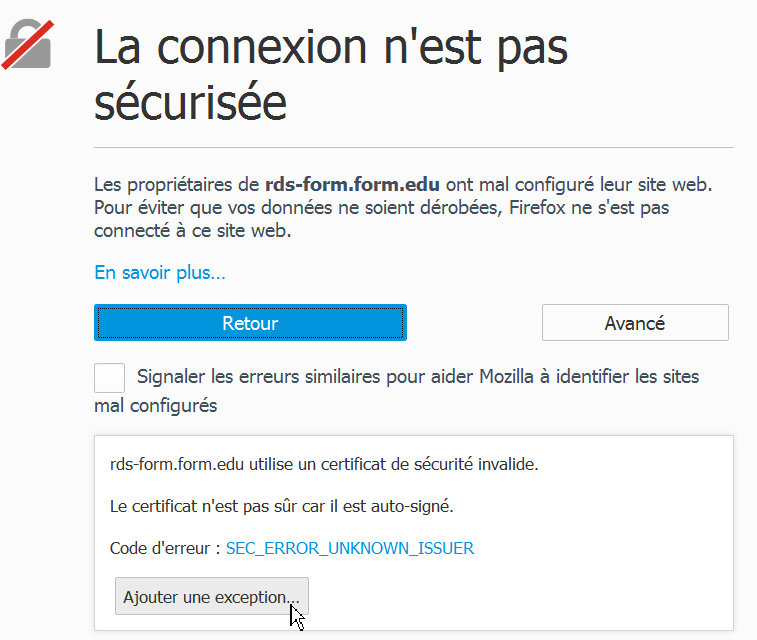 La connexion n'est pas
sécurisée
Les propriétaires de rds-form.form.edu ont mal configuré leur site web.
Pour éviter que vos données ne soient dérobées, Firefox ne s'est pas
connecté à ce site web.
En savoir plus...
Retour
Avancé
Signaler les erreurs similaires pour aider Mozilla à identifier les sites
mal configurés
rds-form.form.edu utilise un certificat de sécurité invalide.
Le certificat n'est pas sûr car il est auto-signé.
Code d'erreur : SEC_ERROR_UNKNOWN_ISSUER
Ajouter une exception...